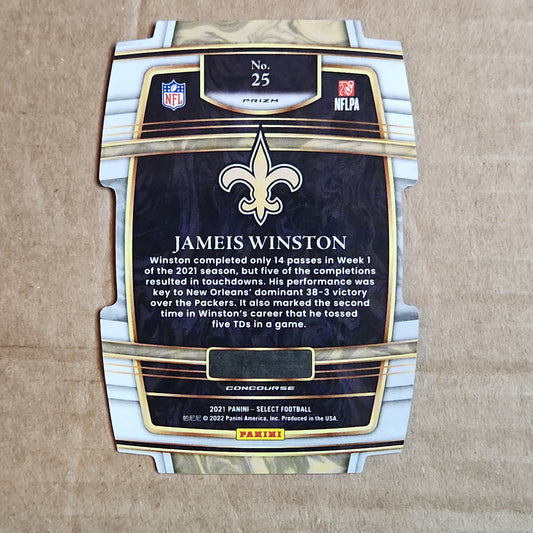 No.
25
PRIZM
NFL
NFLPA
JAMEIS WINSTON
Winston completed only 14 passes in Week 1
of the 2021 season, but five of the completions
resulted in touchdowns. His performance was
key to New Orleans’ dominant 38-3 victory
over the Packers. It also marked the second
time in Winston’s career that he tossed
five TDs in a game.
CONCOURSE
2021 PANINI – SELECT FOOTBALL
帕尼尼 © 2022 Panini America, Inc. Produced in the USA.
PANINI